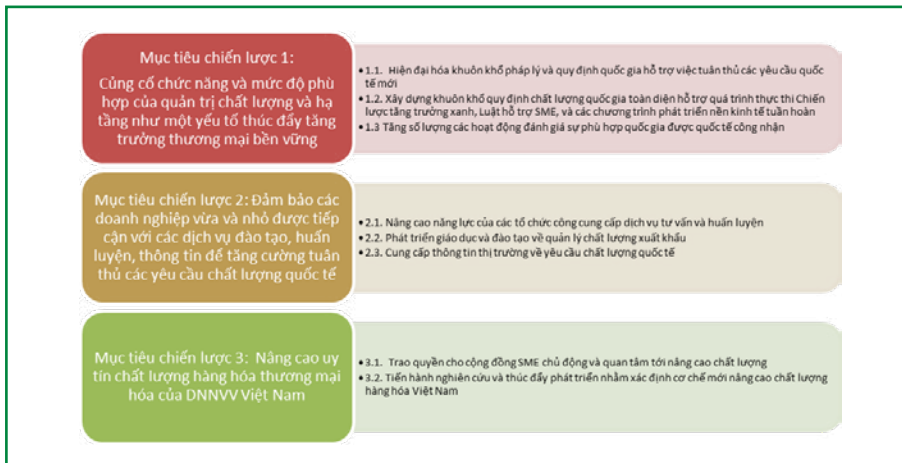 Mục tiêu chiến lược 1:
Củng cố chức năng và mức độ phù
hợp của quản trị chất lượng và hạ
tầng như một yếu tố thúc đẩy tăng
trưởng thương mại bền vững
•1.1. Hiện đại hóa khuôn khổ pháp lý và quy định quốc gia hỗ trợ việc tuân thủ các yêu cầu quốc
tế mới
•1.2. Xây dựng khuôn khổ quy định chất lượng quốc gia toàn diện hỗ trợ quá trình thực thi Chiến
lược tăng trưởng xanh, Luật hỗ trợ SME, và các chương trình phát triển nền kinh tế tuần hoàn
•1.3 Tăng số lượng các hoạt động đánh giá sự phù hợp quốc gia được quốc tế công nhận
Mục tiêu chiến lược 2: Đảm bảo các
doanh nghiệp vừa và nhỏ được tiếp
cận với các dịch vụ đào tạo, huấn
luyện, thông tin để tăng cường tuân
thủ các yêu cầu chất lượng quốc tế
•2.1. Nâng cao năng lực của các tổ chức công cung cấp dịch vụ tư vấn và huấn luyện
•2.2. Phát triển giáo dục và đào tạo về quản lý chất lượng xuất khẩu
•2.3. Cung cấp thông tin thị trường về yêu cầu chất lượng quốc tế
Mục tiêu chiến lược 3: Nâng cao uy
tín chất lượng hàng hóa thương mại
hóa của DNNVV Việt Nam
•3.1. Trao quyền cho cộng đồng SME chủ động và quan tâm tới nâng cao chất lượng
•3.2. Tiến hành nghiên cứu và thúc đẩy phát triển nhằm xác định cơ chế mới nâng cao chất lượng
hàng hóa Việt Nam